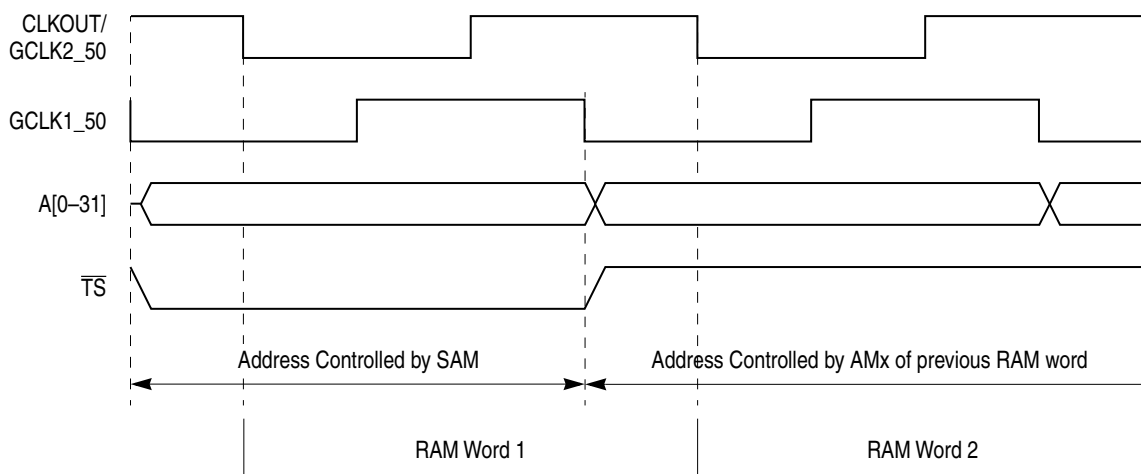 CLKOUT/
GCLK2_50
GCLK1_50
A[0–31]
TS
Address Controlled by SAM
Address Controlled by AMx of previous RAM word
RAM Word 1
RAM Word 2